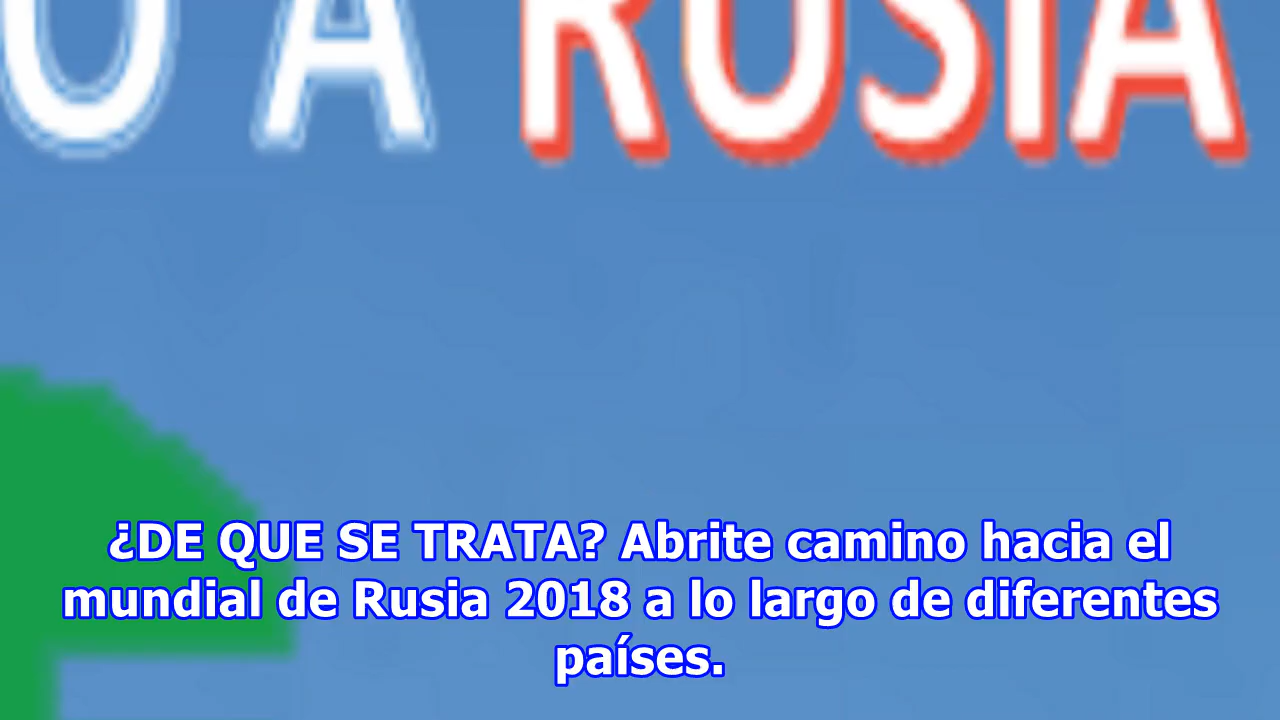 O A RUSIA
¿DE QUE SE TRATA? Abrite camino hacia el
mundial de Rusia 2018 a lo largo de diferentes
países.